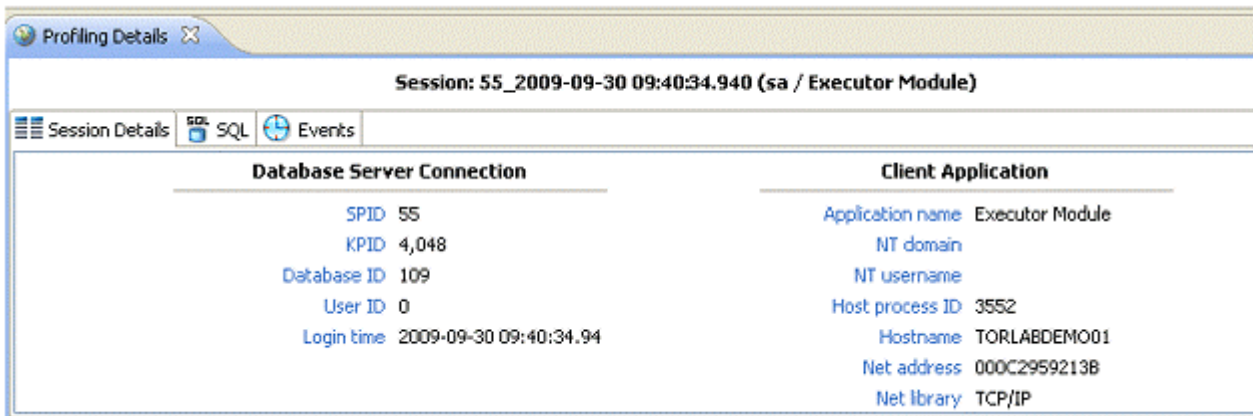 Profiling Details
Session: 55_2009-09-30 09:40:34.940 (sa / Executor Module)
Session Details SQL Events
Database Server Connection
SPID 55
KPID 4,048
Database ID 109
User ID 0
Login time 2009-09-30 09:40:34.94
Client Application
Application name Executor Module
NT domain
NT username
Host process ID 3552
Hostname TORLABDEMO01
Net address 000C2959213B
Net library TCP/IP